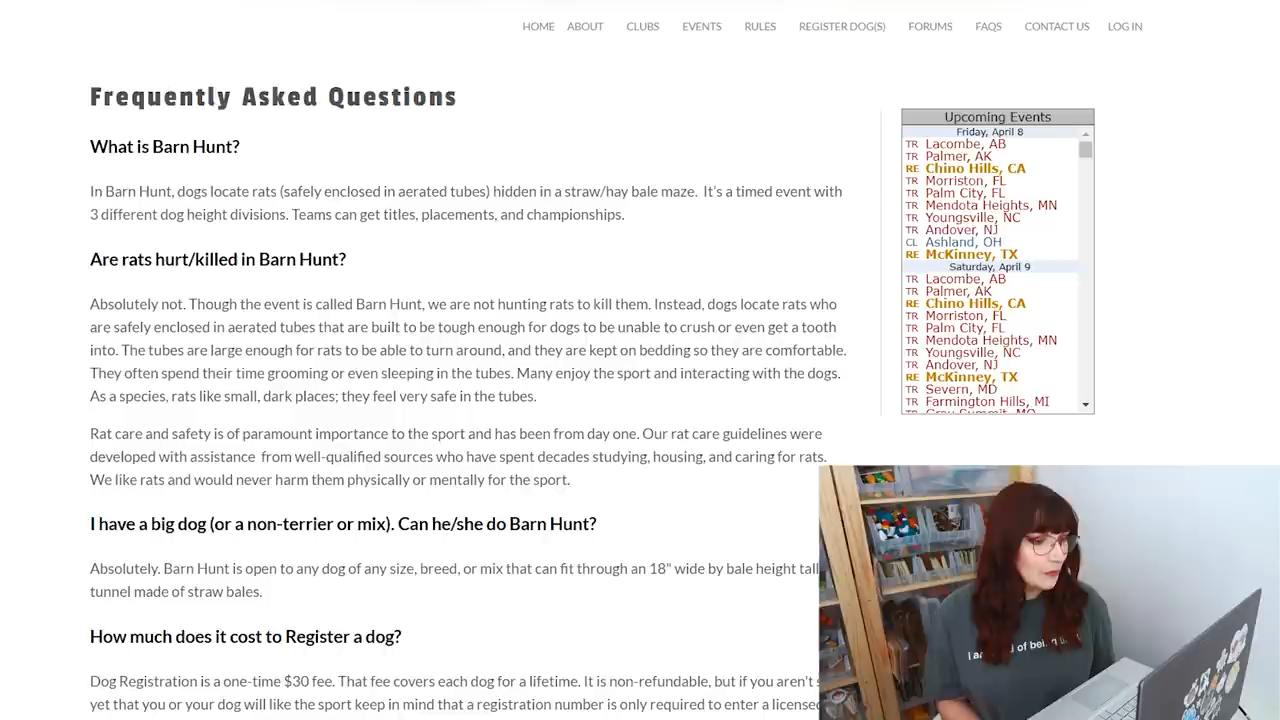 HOME ABOUT CLUBS EVENTS RULES REGISTER DOG(S) FORUMS FAQS CONTACT US LOG IN
Frequently Asked Questions
What is Barn Hunt?
In Barn Hunt, dogs locate rats (safely enclosed in aerated tubes) hidden in a straw/hay bale maze.  It's a timed event with
3 different dog height divisions. Teams can get titles, placements, and championships.
Are rats hurt/killed in Barn Hunt?
Absolutely not. Though the event is called Barn Hunt, we are not hunting rats to kill them. Instead, dogs locate rats who
are safely enclosed in aerated tubes that are built to be tough enough for dogs to be unable to crush or even get a tooth
into. The tubes are large enough for rats to be able to turn around, and they are kept on bedding so they are comfortable.
They often spend their time grooming or even sleeping in the tubes. Many enjoy the sport and interacting with the dogs.
As a species, rats like small, dark places; they feel very safe in the tubes.
Rat care and safety is of paramount importance to the sport and has been from day one. Our rat care guidelines were
developed with assistance  from well-qualified sources who have spent decades studying, housing, and caring for rats.
We like rats and would never harm them physically or mentally for the sport.
I have a big dog (or a non-terrier or mix). Can he/she do Barn Hunt?
Absolutely. Barn Hunt is open to any dog of any size, breed, or mix that can fit through an 18" wide by bale height tall
tunnel made of straw bales.
How much does it cost to Register a dog?
Dog Registration is a one-time $30 fee. That fee covers each dog for a lifetime. It is non-refundable, but if you aren't
yet that you or your dog will like the sport keep in mind that a registration number is only required to enter a licensed
Upcoming Events
Friday, April 8
TR Lacombe, AB
TR Palmer, AK
RE Chino Hills, CA
TR Morriston, FL
TR Palm City, FL
TR Mendota Heights, MN
TR Youngsville, NC
TR Andover, NJ
CL Ashland, OH
RE McKinney, TX
Saturday, April 9
TR Lacombe, AB
TR Palmer, AK
RE Chino Hills, CA
TR Morriston, FL
TR Palm City, FL
TR Mendota Heights, MN
TR Youngsville, NC
TR Andover, NJ
RE McKinney, TX
TR Severn, MD
TR Farmington Hills, MI
TR Gray Summit, MO
of